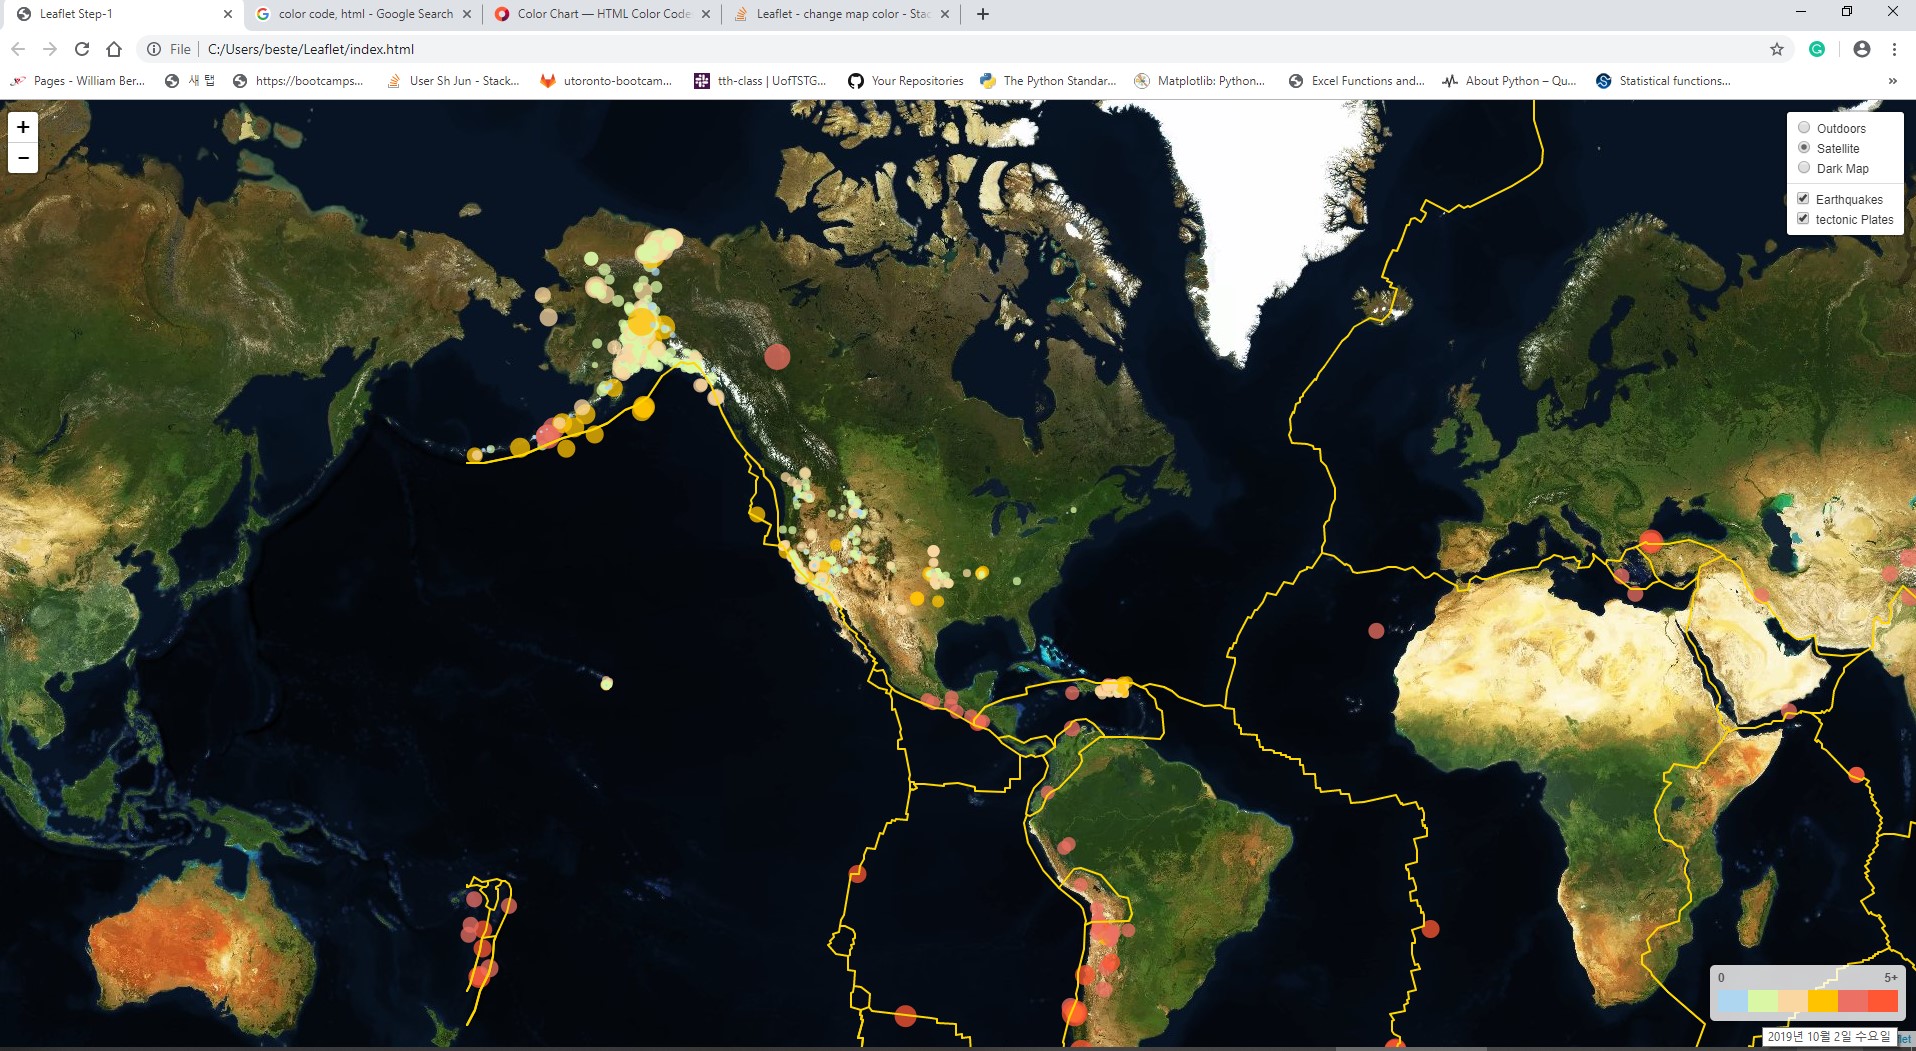 Leaflet Step-1
color code, html - Google Search
Color Chart — HTML Color Code
Leaflet - change map color - Stac
File
C:/Users/beste/Leaflet/index.html
Pages - William Ber...
새 탭
https://bootcamps...
User Sh Jun - Stack...
utoronto-bootcam...
tth-class | UofTSTG...
Your Repositories
The Python Standar...
Matplotlib: Python...
Excel Functions and...
About Python – Qu...
Statistical functions...
»
+
−
Outdoors
Satellite
Dark Map
Earthquakes
tectonic Plates
0 5+
2019년 10월 2일 수요일
let